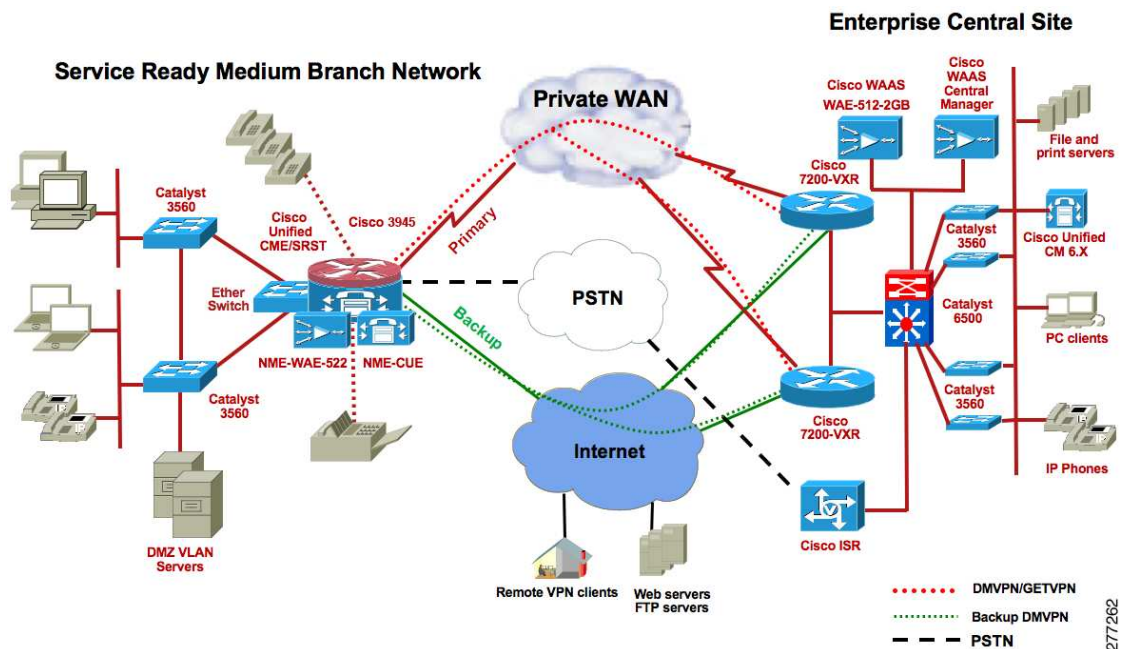 Enterprise Central Site
Service Ready Medium Branch Network
Private WAN
Cisco WAAS
WAE-512-2GB
Cisco
WAAS
Central
Manager
File and
print servers
Cisco
7200-VXR
Catalyst
3560
Cisco
Unified
CME/SRST
Cisco 3945
Primary
Catalyst
3560
Cisco Unified
CM 6.X
Ether
Switch
PSTN
Catalyst
6500
Backup
PC clients
NME-WAE-522
NME-CUE
Catalyst
3560
Catalyst
3560
Cisco
7200-VXR
IP
IP
Internet
IP Phones
Cisco ISR
DMZ VLAN
Servers
Remote VPN clients
Web servers
FTP servers
DMVPN/GETVPN
Backup DMVPN
PSTN
277262